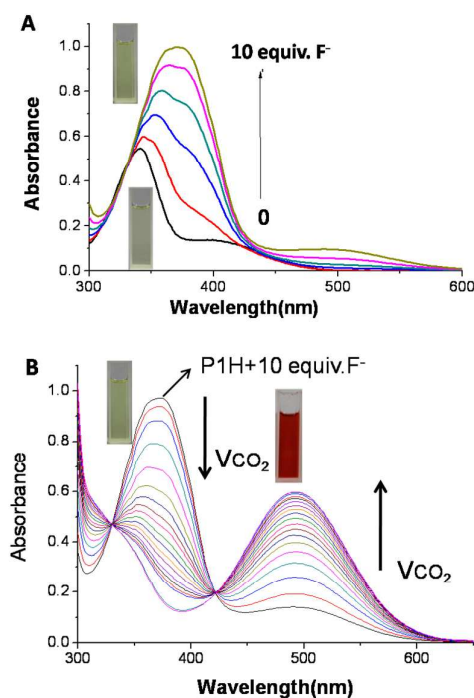 A
10 equiv. F-
0
Absorbance
1.0
0.8
0.6
0.4
0.2
0.0
300 400 500 600
Wavelength(nm)
B
P1H+10 equiv.F-
VCO2
VCO2
Absorbance
1.0
0.8
0.6
0.4
0.2
0.0
300 400 500 600
Wavelength(nm)